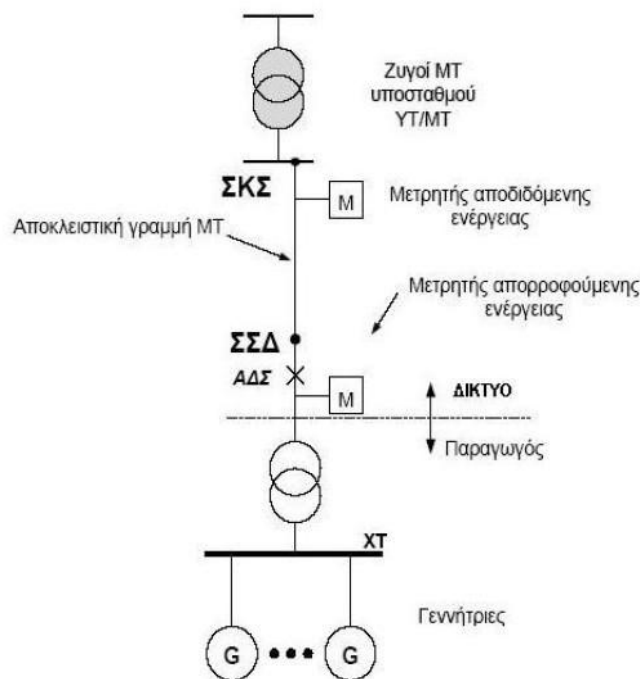 Ζυγοί ΜΤ
υποσταθμού
ΥΤ/ΜΤ
ΣΚΣ
M
Μετρητής αποδιδόμενης
ενέργειας
Αποκλειστική γραμμή ΜΤ
Μετρητής απορροφούμενης
ενέργειας
ΣΣΔ
ΑΔΣ
M
ΔΙΚΤΥΟ
Παραγωγός
ΧΤ
Γεννήτριες
G
G